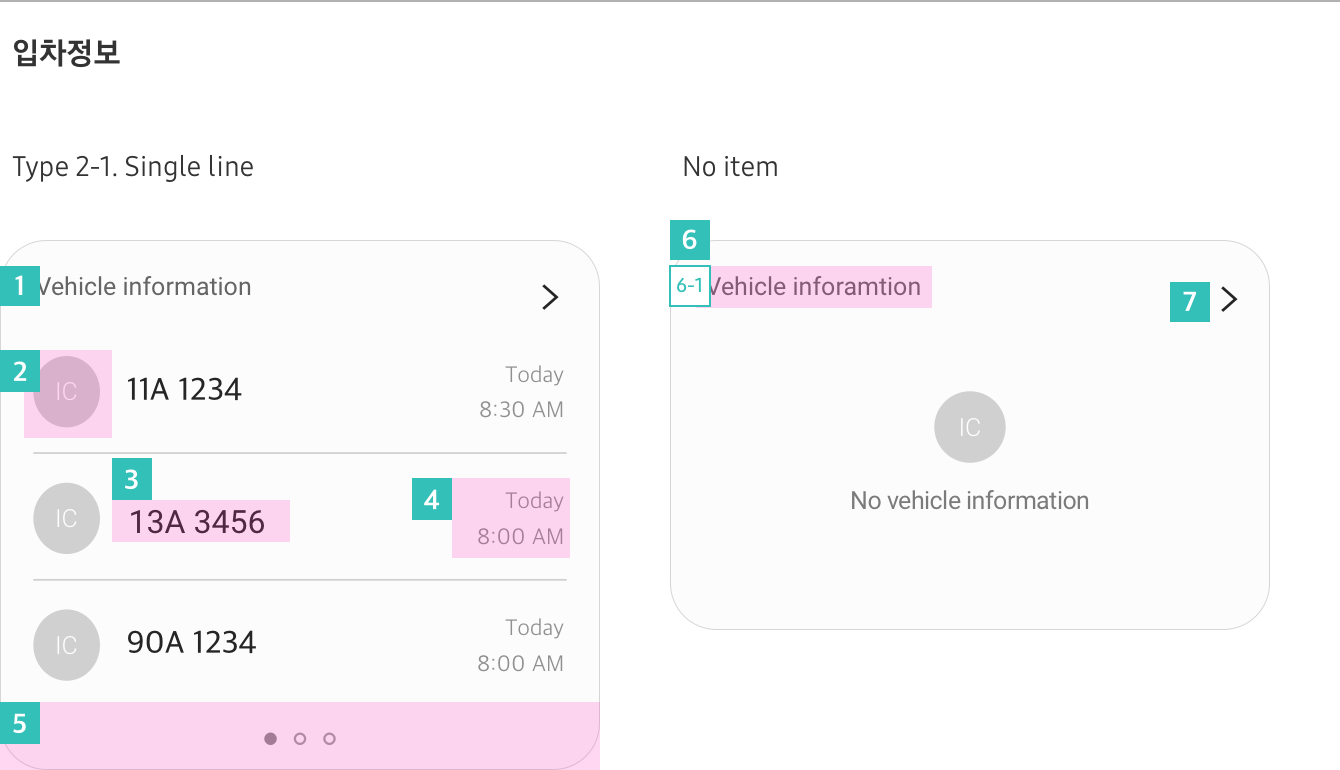 입차정보
Type 2-1. Single line
No item
1
Vehicle information
2
IC
11A 1234
Today
8:30 AM
3
IC
13A 3456
4
Today
8:00 AM
IC
90A 1234
Today
8:00 AM
5
6
6-1
Vehicle inforamtion
7
IC
No vehicle information